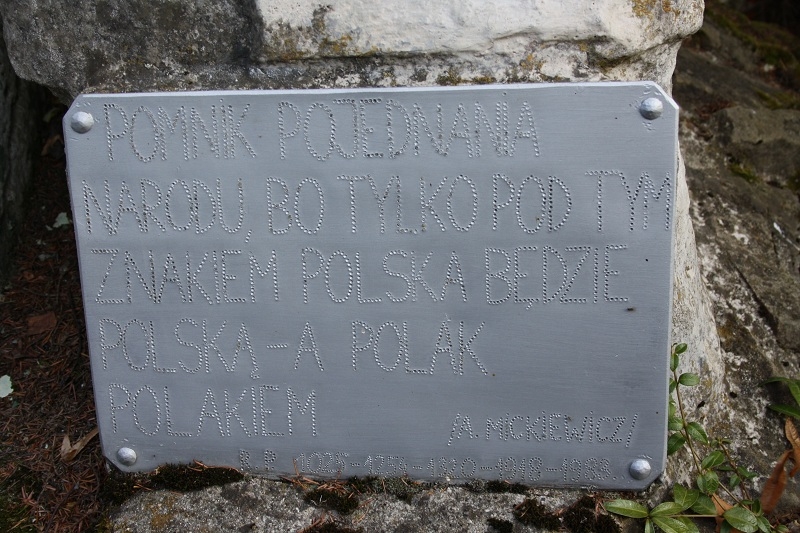 POMNIK POJEDNANIA
NARODU, BO TYLKO POD TYM
ZNAKIEM POLSKA BĘDZIE
POLSKĄ,-A POLAK
POLAKIEM
/A. MICKIEWICZ/
R.P.